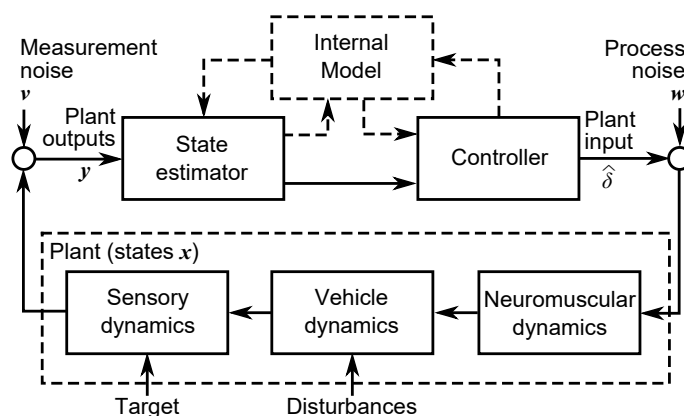 Measurement
noise
v
Internal
Model
Process
noise
w
Plant
outputs
y
State
estimator
Controller
Plant
input
δ̂
Plant (states x)
Sensory
dynamics
Vehicle
dynamics
Neuromuscular
dynamics
Target
Disturbances